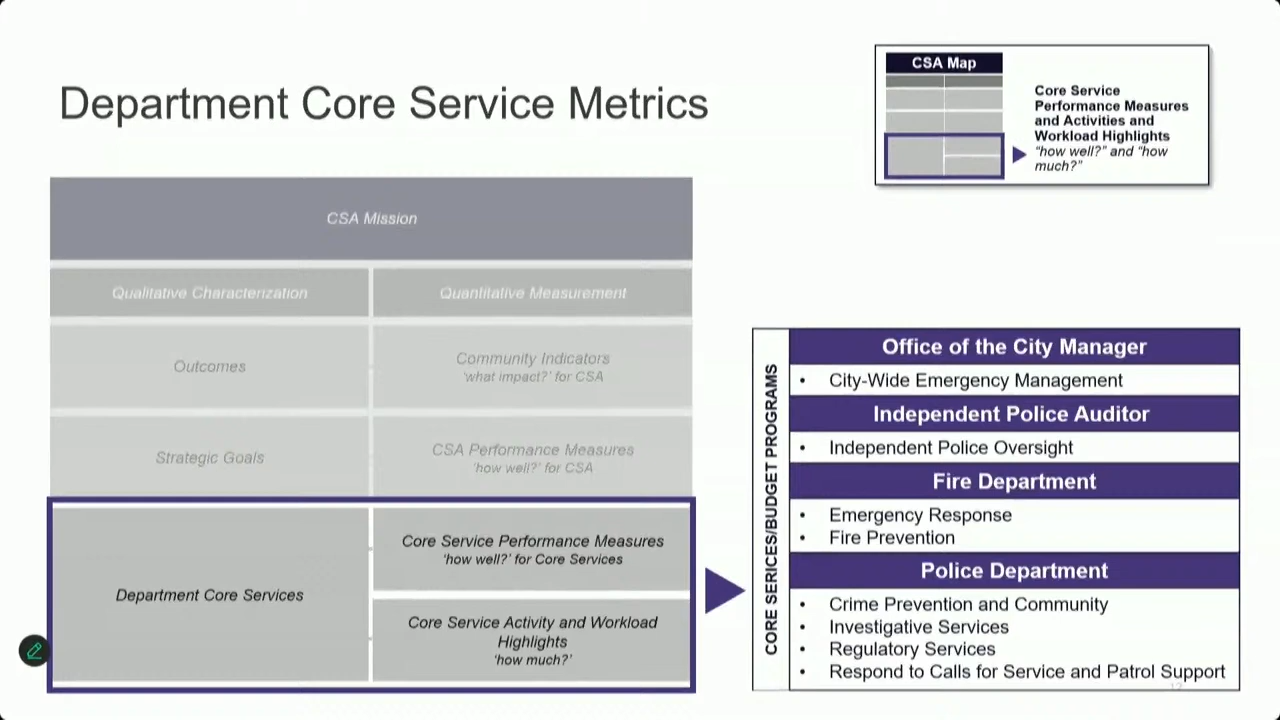 Department Core Service Metrics
CSA Map
Core Service
Performance Measures
and Activities and
Workload Highlights
“how well?” and “how
much?”
CSA Mission
Qualitative Characterization
Quantitative Measurement
Outcomes
Community Indicators
‘what impact?’ for CSA
Strategic Goals
CSA Performance Measures
‘how well?’ for CSA
Department Core Services
Core Service Performance Measures
‘how well?’ for Core Services
Core Service Activity and Workload
Highlights
‘how much?’
CORE SERICES/BUDGET PROGRAMS
Office of the City Manager
• City-Wide Emergency Management
Independent Police Auditor
• Independent Police Oversight
Fire Department
• Emergency Response
• Fire Prevention
Police Department
• Crime Prevention and Community
• Investigative Services
• Regulatory Services
• Respond to Calls for Service and Patrol Support